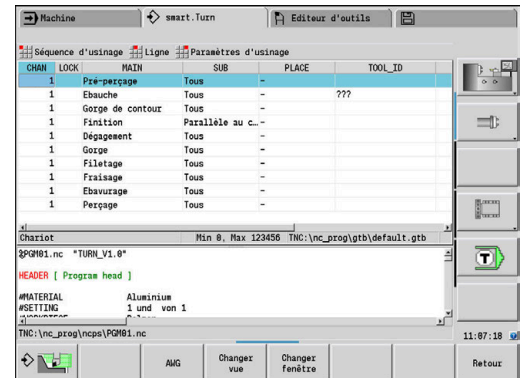 Machine
smart.Turn
Editeur d'outils
Séquence d'usinage Ligne Paramètres d'usinage
CHAN LOCK MAIN SUB PLACE TOOL_ID
1 Pré-perçage Tous -
1 Ebauche Tous - ???
1 Gorge de contour Tous -
1 Finition Parallèle au c… -
1 Dégagement Tous -
1 Gorge Tous -
1 Filetage Tous -
1 Fraisage Tous -
1 Ebavurage Tous -
1 Perçage Tous -
Chariot Min 0, Max 123456 TNC:\nc_prog\gtb\default.gtb
PGM01.nc "TURN_V1.0"
HEADER [ Program head ]
#MATERIAL Aluminium
#SETTING 1 und von 1
TNC:\nc_prog\ncps\PGM01.nc
T
11:07:18
AWG
Changer vue
Changer fenêtre
Retour